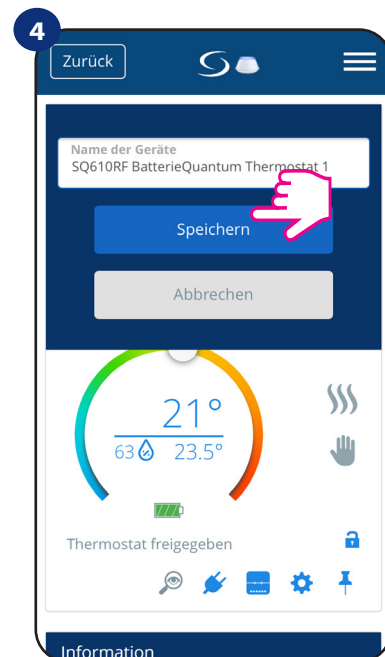 4
Zurück
Name der Geräte
SQ610RF BatterieQuantum Thermostat 1
Speichern
Abbrechen
21°
63 % 23.5°
Thermostat freigegeben
Information